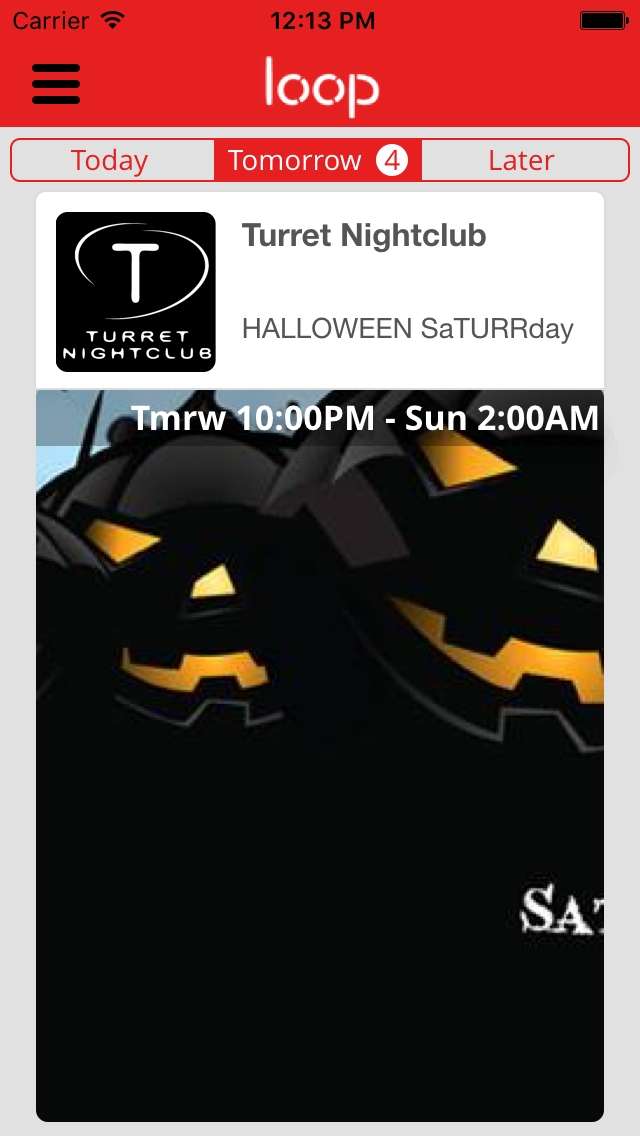 Carrier 12:13 PM
loop
Today Tomorrow 4 Later
Turret Nightclub
T
TURRET
NIGHTCLUB
HALLOWEEN SaTURRday
Tmrw 10:00PM - Sun 2:00AM
SAT